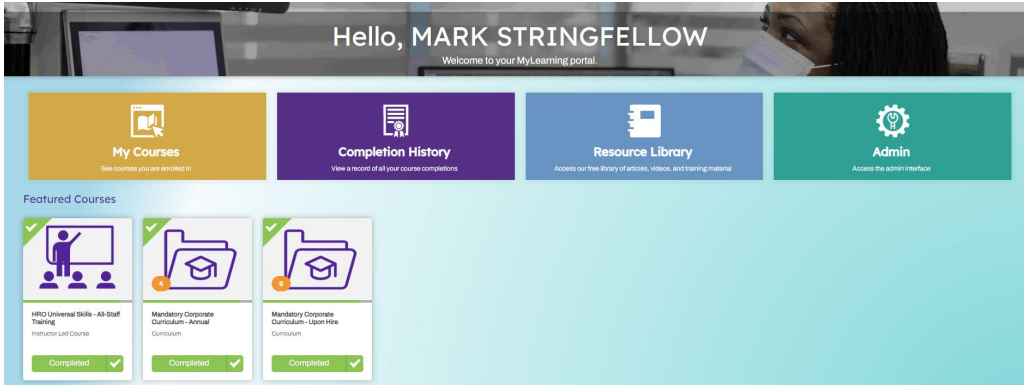 Hello, MARK STRINGFELLOW
Welcome to your MyLearning portal.
My Courses
See courses you are enrolled in
Completion History
View a record of all your course completions
Resource Library
Access our free library of articles, videos, and training material
Admin
Access the admin interface
Featured Courses
HRO Universal Skills - All-Staff
Training
Instructor Led Course
Completed
4
Mandatory Corporate
Curriculum - Annual
Curriculum
Completed
9
Mandatory Corporate
Curriculum - Upon Hire
Curriculum
Completed